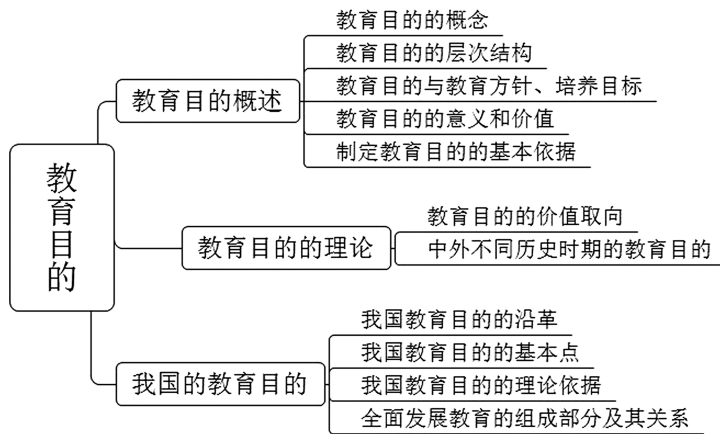 教育目的
教育目的概述
教育目的的概念
教育目的的层次结构
教育目的与教育方针、培养目标
教育目的的意义和价值
制定教育目的的基本依据
教育目的的理论
教育目的的价值取向
中外不同历史时期的教育目的
我国的教育目的
我国教育目的的沿革
我国教育目的的基本点
我国教育目的的理论依据
全面发展教育的组成部分及其关系